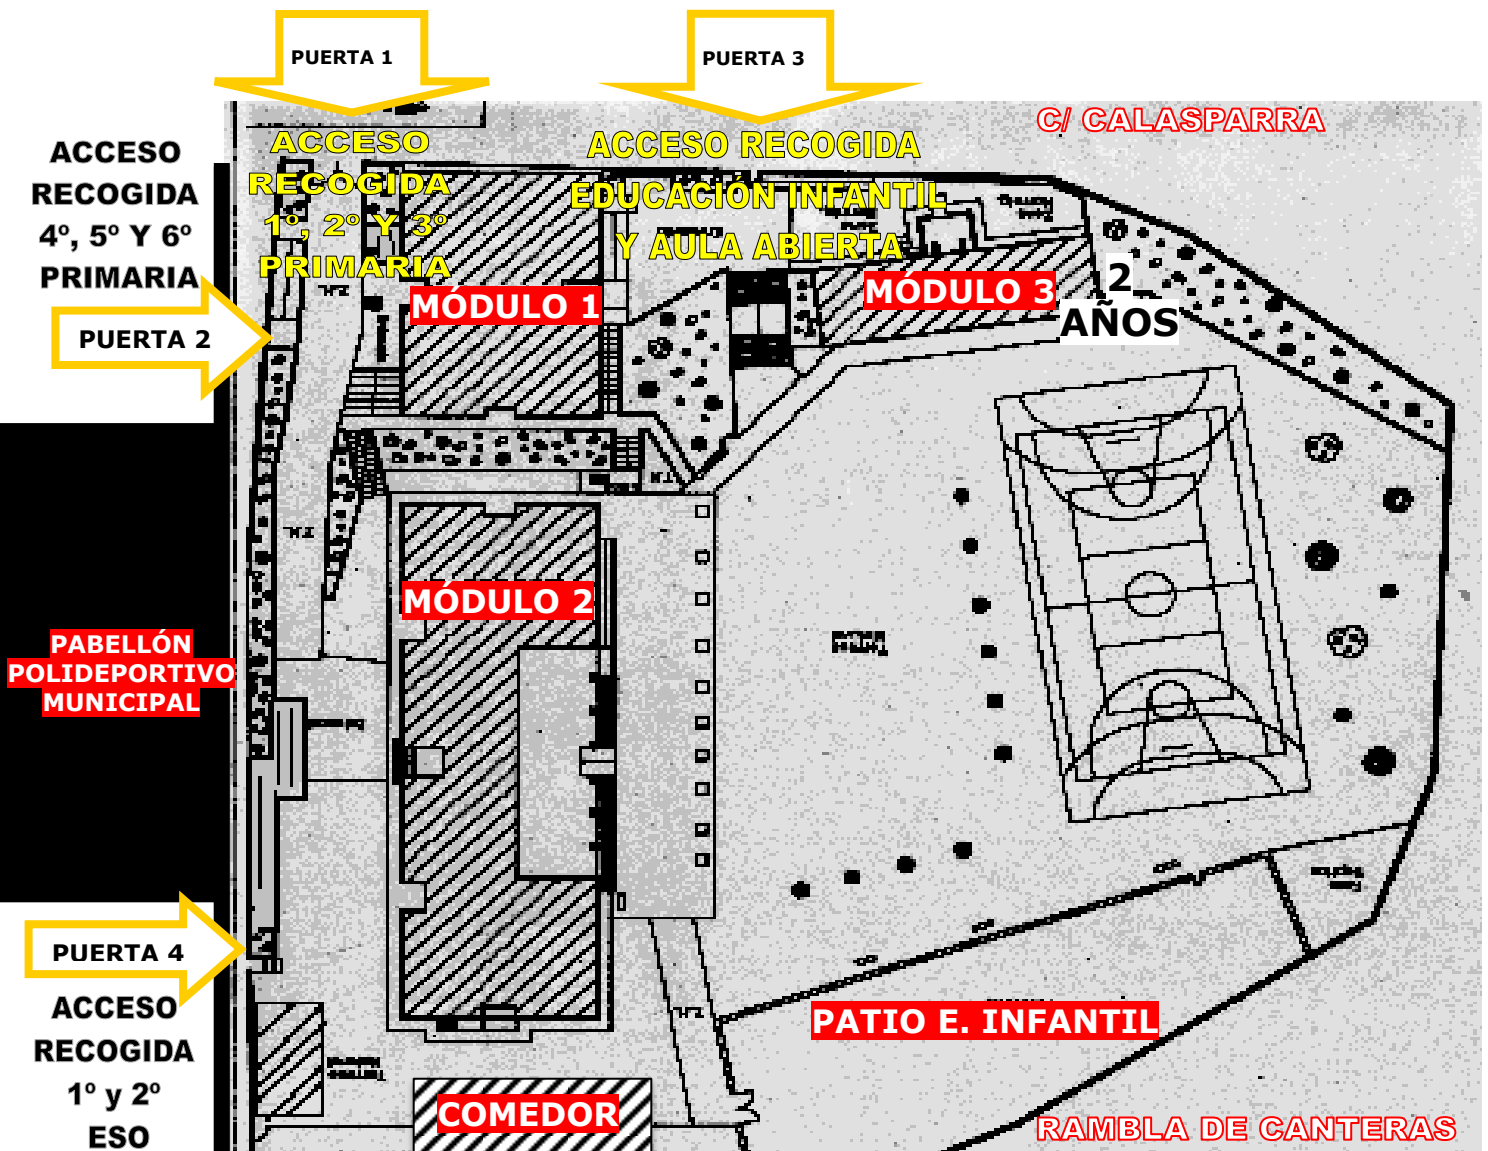 PUERTA 1
PUERTA 3
C/ CALASPARRA
ACCESO
RECOGIDA
4º, 5º Y 6º
PRIMARIA
ACCESO
RECOGIDA
1º, 2º Y 3º
PRIMARIA
ACCESO RECOGIDA
EDUCACIÓN INFANTIL
Y AULA ABIERTA
MÓDULO 1
MÓDULO 3
2
AÑOS
PUERTA 2
MÓDULO 2
PABELLÓN
POLIDEPORTIVO
MUNICIPAL
PUERTA 4
ACCESO
RECOGIDA
1º y 2º
ESO
PATIO E. INFANTIL
COMEDOR
RAMBLA DE CANTERAS